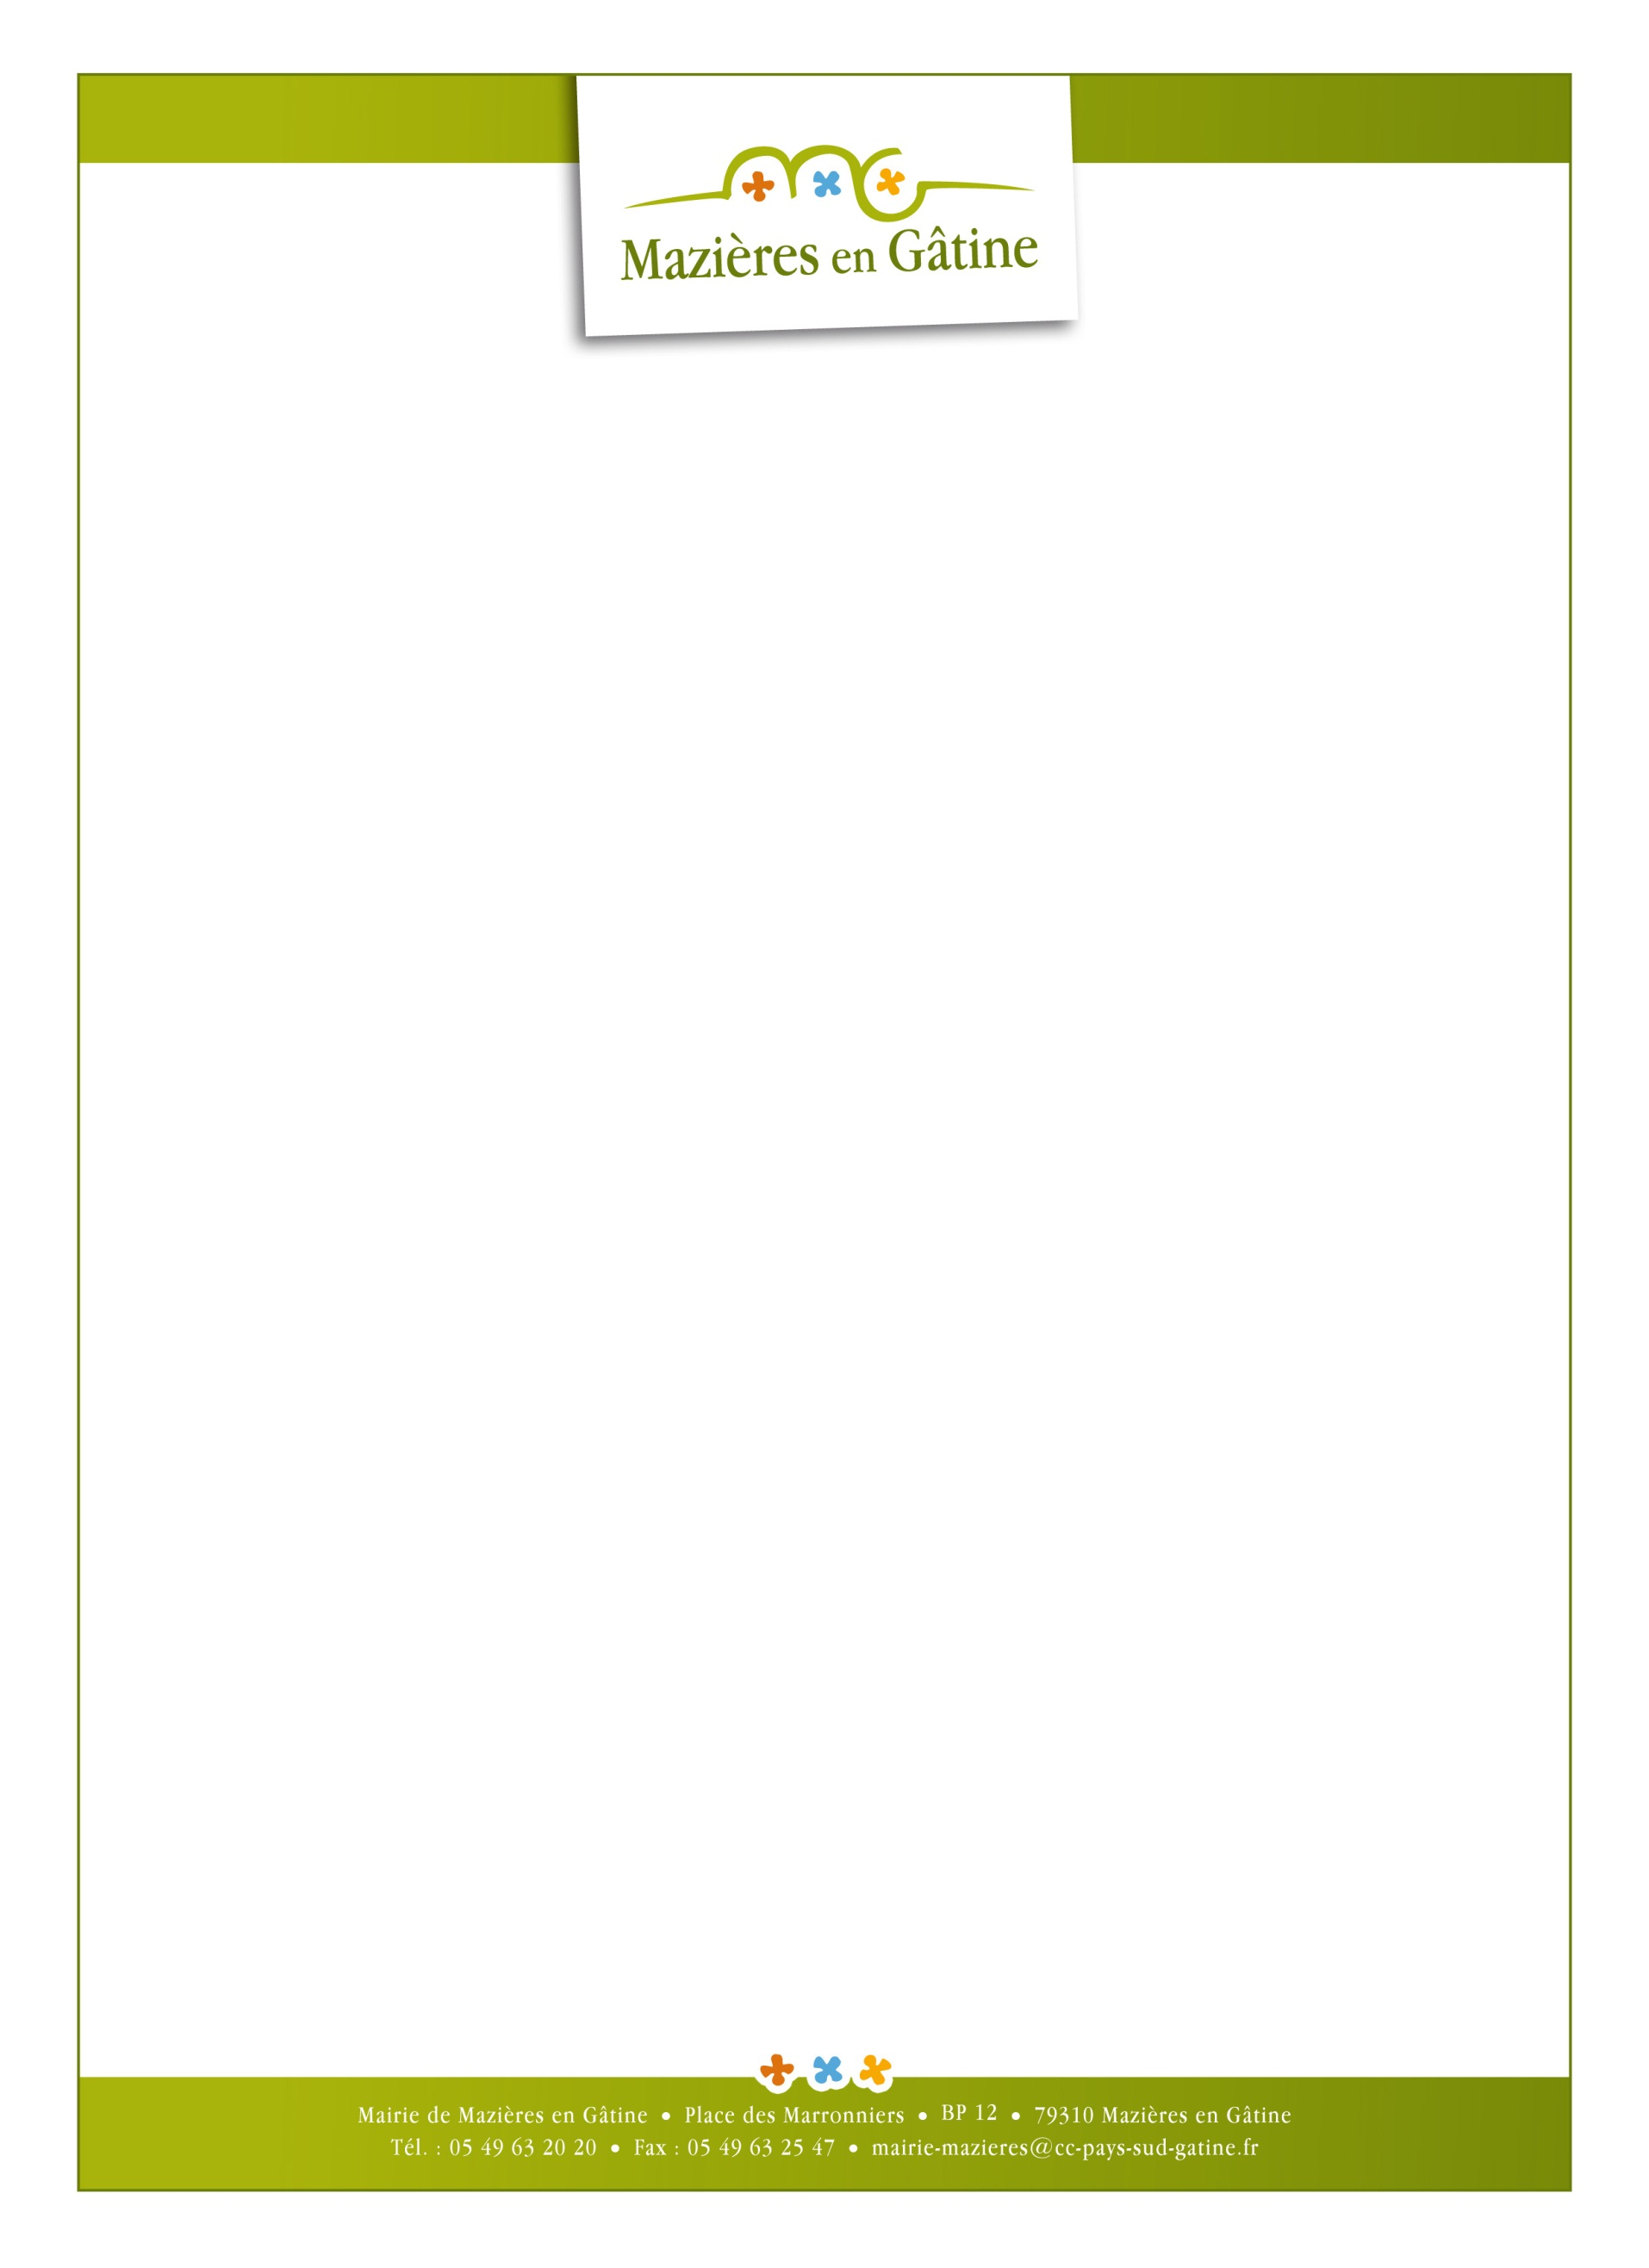 Mazières en Gâtine
Mairie de Mazières en Gâtine • Place des Marronniers • BP 12 • 79310 Mazières en Gâtine
Tél. : 05 49 63 20 20 • Fax : 05 49 63 25 47 • mairie-mazieres@cc-pays-sud-gatine.fr